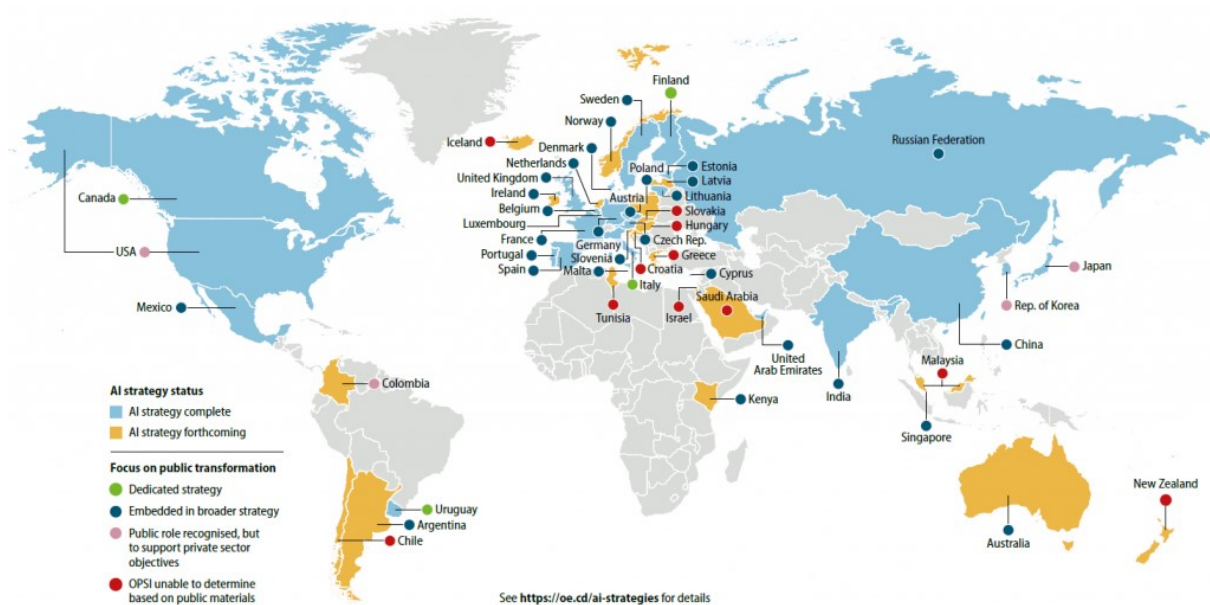 Finland
Sweden
Norway
Russian Federation
Iceland
Denmark
Netherlands
Poland
Estonia
United Kingdom
Latvia
Ireland
Austria
Lithuania
Canada
Belgium
Slovakia
Luxembourg
Hungary
France
Germany
Czech Rep.
USA
Portugal
Slovenia
Greece
Spain
Malta
Croatia
Cyprus
Japan
Italy
Saudi Arabia
Mexico
Tunisia
Israel
Rep. of Korea
China
United
Arab Emirates
Malaysia
Colombia
India
Kenya
Singapore
AI strategy status
AI strategy complete
AI strategy forthcoming
Focus on public transformation
Dedicated strategy
Embedded in broader strategy
Public role recognised, but
to support private sector
objectives
OPSI unable to determine
based on public materials
Uruguay
Argentina
Chile
New Zealand
Australia
See https://oe.cd/ai-strategies for details